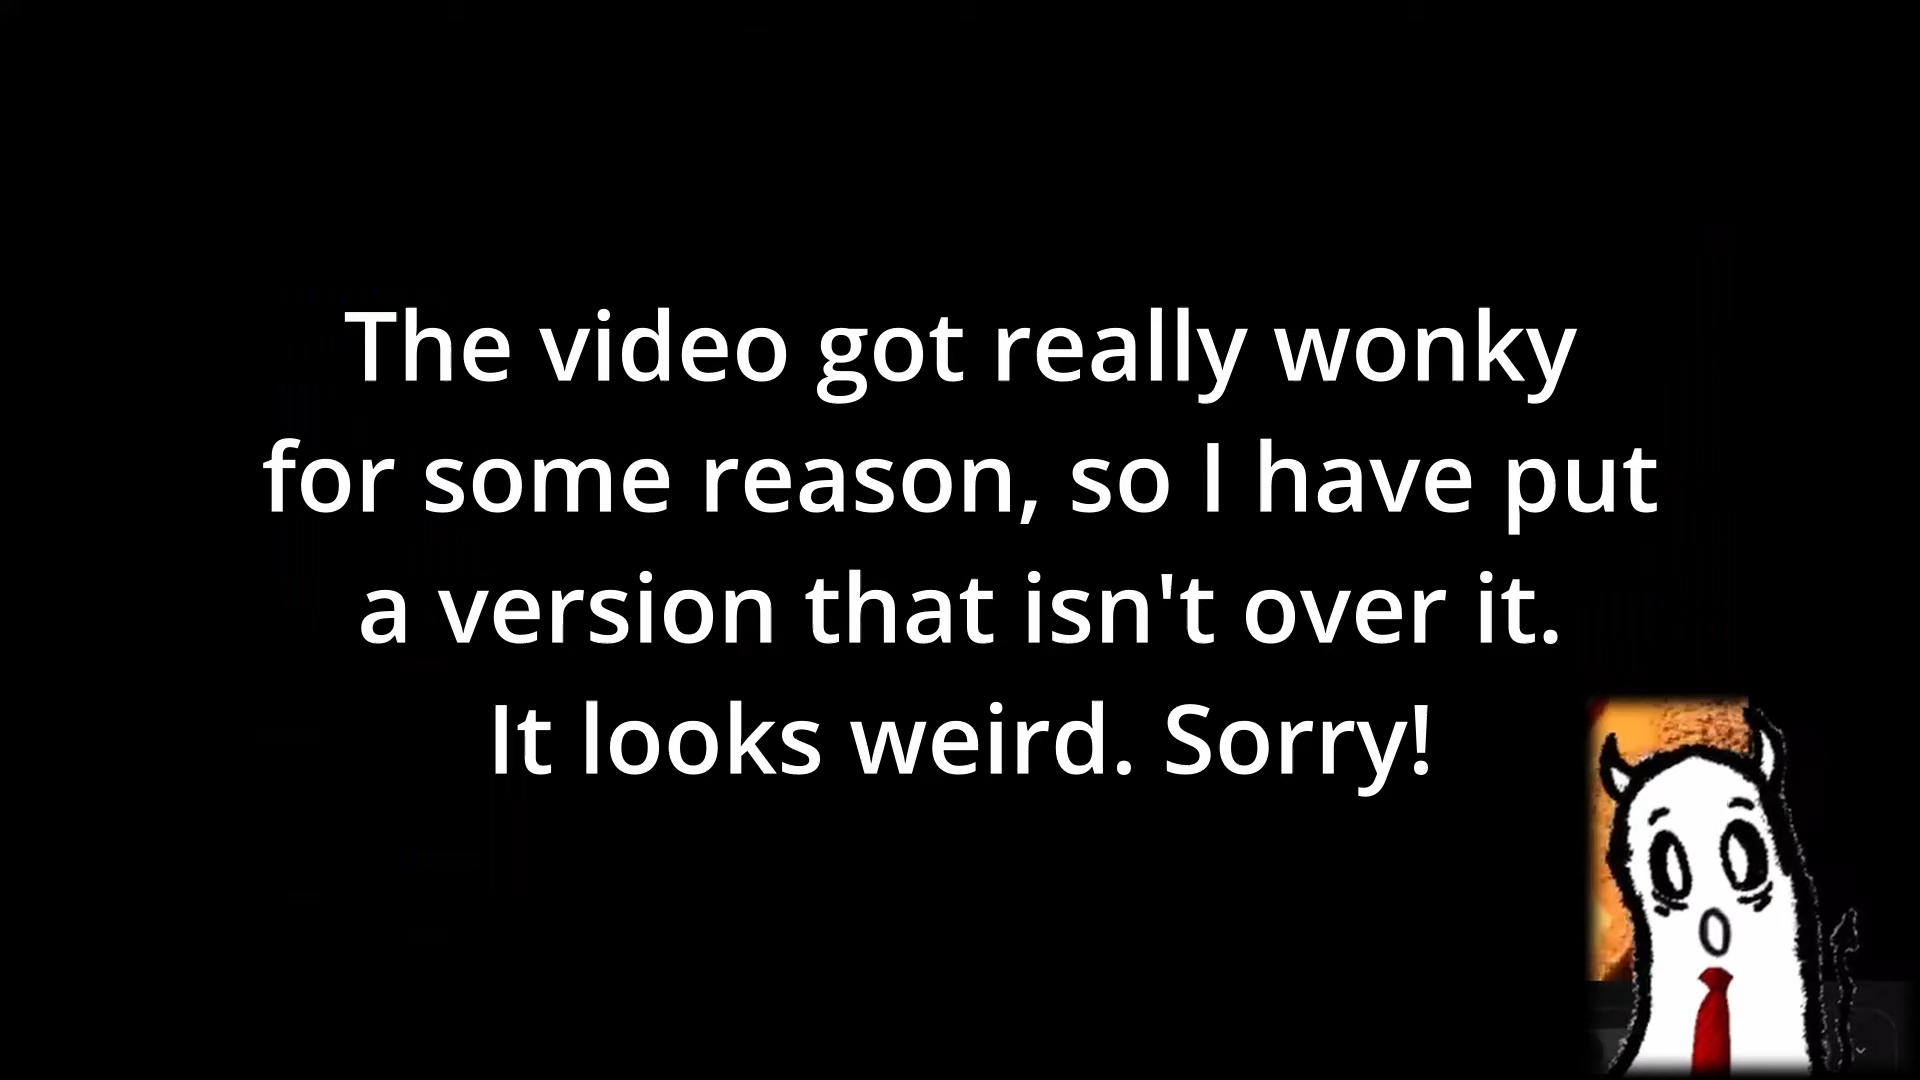 The video got really wonky
for some reason, so I have put
a version that isn't over it.
It looks weird. Sorry!